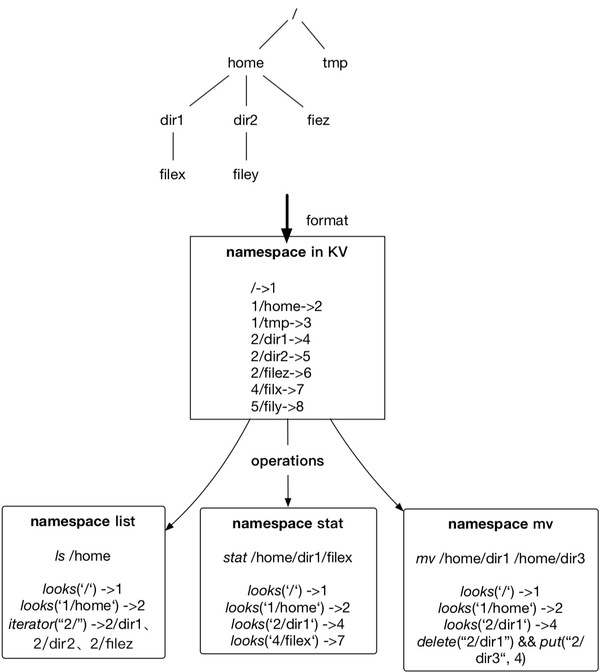 /
home tmp
dir1 dir2 fiez
filex filey
format
namespace in KV
/->1
1/home->2
1/tmp->3
2/dir1->4
2/dir2->5
2/filez->6
4/filx->7
5/fily->8
operations
namespace list
ls /home
looks(‘/‘) ->1
looks(‘1/home‘) ->2
iterator(“2/”) ->2/dir1、
2/dir2、2/filez
namespace stat
stat /home/dir1/filex
looks(‘/‘) ->1
looks(‘1/home‘) ->2
looks(‘2/dir1‘) ->4
looks(‘4/filex‘) ->7
namespace mv
mv /home/dir1 /home/dir3
looks(‘/‘) ->1
looks(‘1/home‘) ->2
looks(‘2/dir1‘) ->4
delete(“2/dir1”) && put(“2/
dir3“, 4)